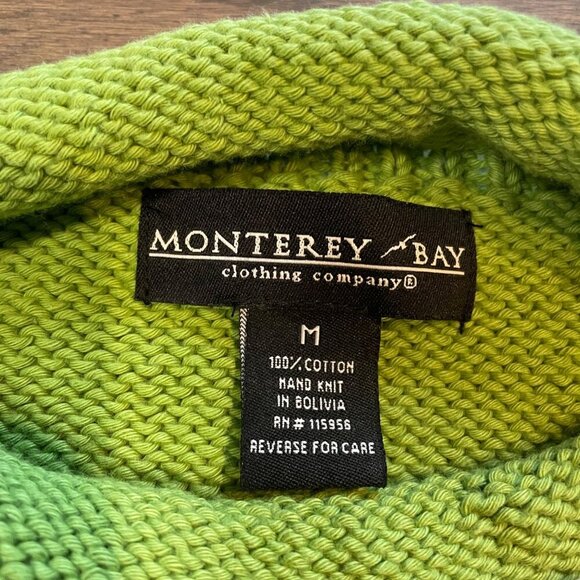 MONTEREY BAY
clothing company®
M
100% COTTON
HAND KNIT
IN BOLIVIA
RN # 115956
REVERSE FOR CARE